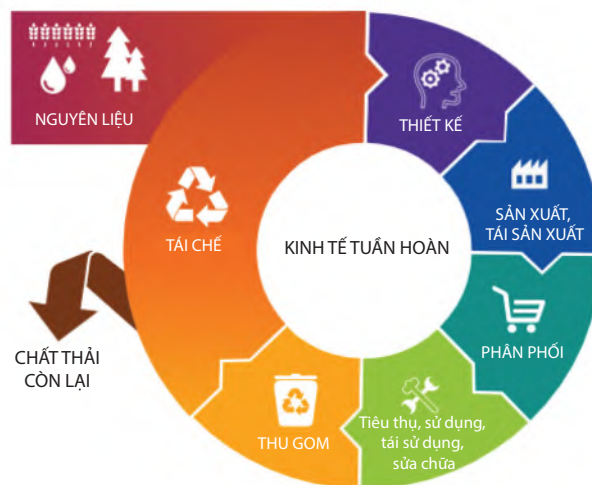 NGUYÊN LIỆU
THIẾT KẾ
SẢN XUẤT,
TÁI SẢN XUẤT
PHÂN PHỐI
Tiêu thụ, sử dụng,
tái sử dụng,
sửa chữa
THU GOM
TÁI CHẾ
KINH TẾ TUẦN HOÀN
CHẤT THẢI
CÒN LẠI